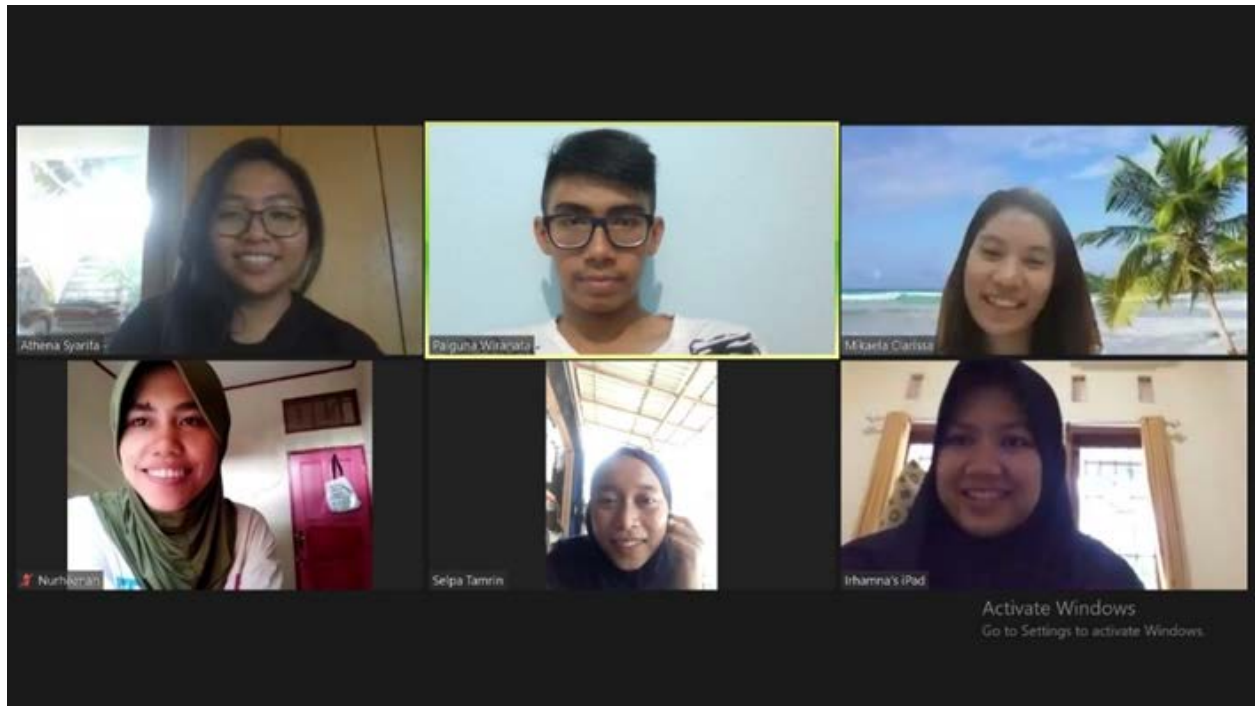 Athena Syarifa
Palguna Wiranata
Mikaela Clarissa
Selpa Tamrin
Irhamna's iPad
Activate Windows
Go to Settings to activate Windows.